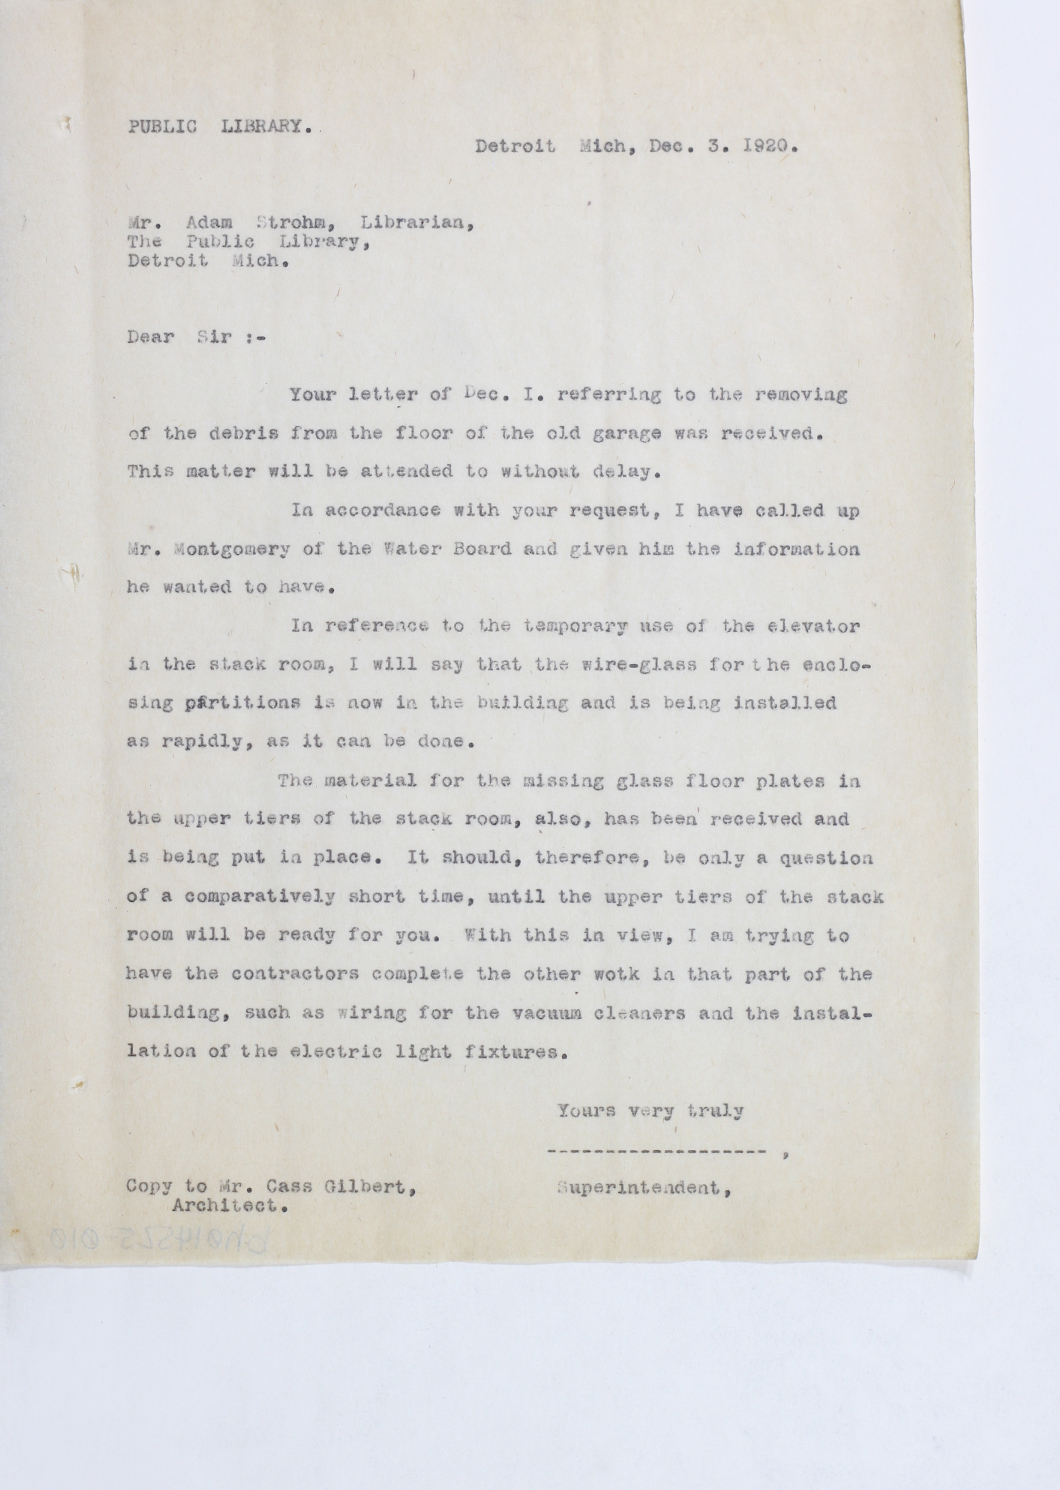 PUBLIC LIBRARY.
Detroit Mich, Dec. 3. I920.
Mr. Adam Strohm, Librarian,
The Public Library,
Detroit Mich.
Dear Sir :-
Your letter of Dec. I. referring to the removing
of the debris from the floor of the old garage was received.
This matter will be attended to without delay.
In accordance with your request, I have called up
Mr. Montgomery of the Water Board and given him the information
he wanted to have.
In reference to the temporary use of the elevator
in the stack room, I will say that the wire-glass for the enclo-
sing partitions is now in the building and is being installed
as rapidly, as it can be done.
The material for the missing glass floor plates in
the upper tiers of the stack room, also, has been received and
is being put in place. It should, therefore, be only a question
of a comparatively short time, until the upper tiers of the stack
room will be ready for you. With this in view, I am trying to
have the contractors complete the other wotk in that part of the
building, such as wiring for the vacuum cleaners and the instal-
lation of the electric light fixtures.
Yours very truly
------------------- ,
Copy to Mr. Cass Gilbert,
Superintendent,
Architect.